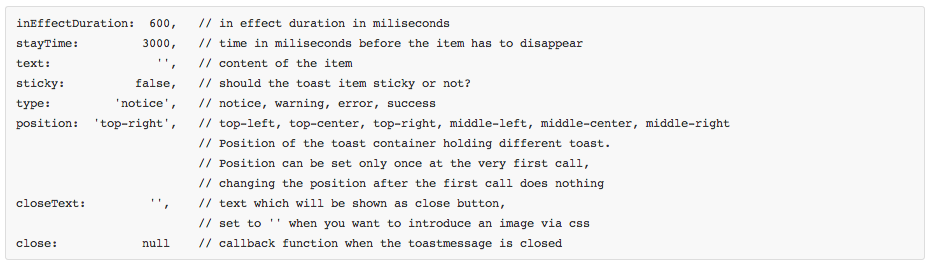 inEffectDuration:  600,   // in effect duration in miliseconds
stayTime:         3000,   // time in miliseconds before the item has to disappear
text:               '',   // content of the item
sticky:          false,   // should the toast item sticky or not?
type:         'notice',   // notice, warning, error, success
position:  'top-right',   // top-left, top-center, top-right, middle-left, middle-center, middle-right
                          // Position of the toast container holding different toast.
                          // Position can be set only once at the very first call,
                          // changing the position after the first call does nothing
closeText:         '',    // text which will be shown as close button,
                          // set to '' when you want to introduce an image via css
close:            null    // callback function when the toastmessage is closed